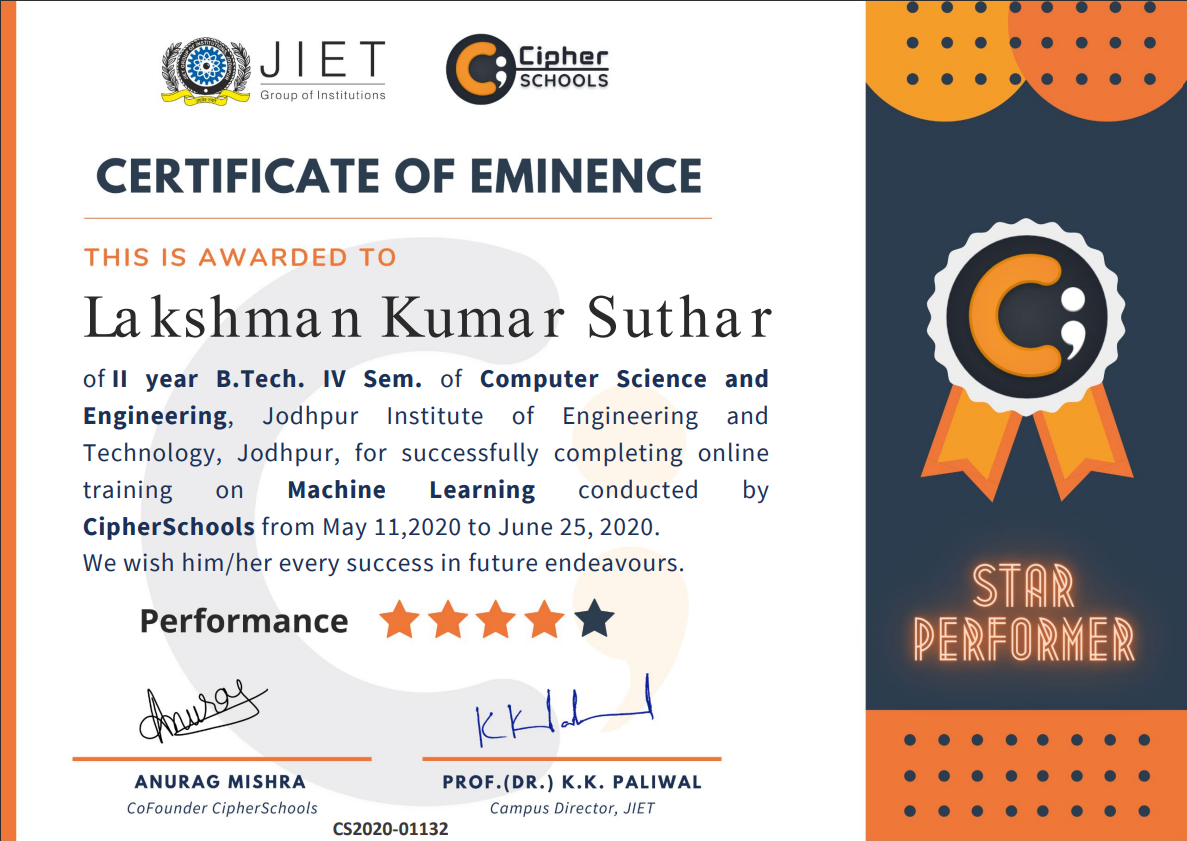 JIET
Group of Institutions
Cipher
SCHOOLS
CERTIFICATE OF EMINENCE
THIS IS AWARDED TO
Lakshman Kumar Suthar
of II year B.Tech. IV Sem. of Computer Science and
Engineering, Jodhpur Institute of Engineering and
Technology, Jodhpur, for successfully completing online
training on Machine Learning conducted by
CipherSchools from May 11,2020 to June 25, 2020.
We wish him/her every success in future endeavours.
Performance
Anurag
ANURAG MISHRA
CoFounder CipherSchools
PROF.(DR.) K.K. PALIWAL
Campus Director, JIET
CS2020-01132
STAR
PERFORMER